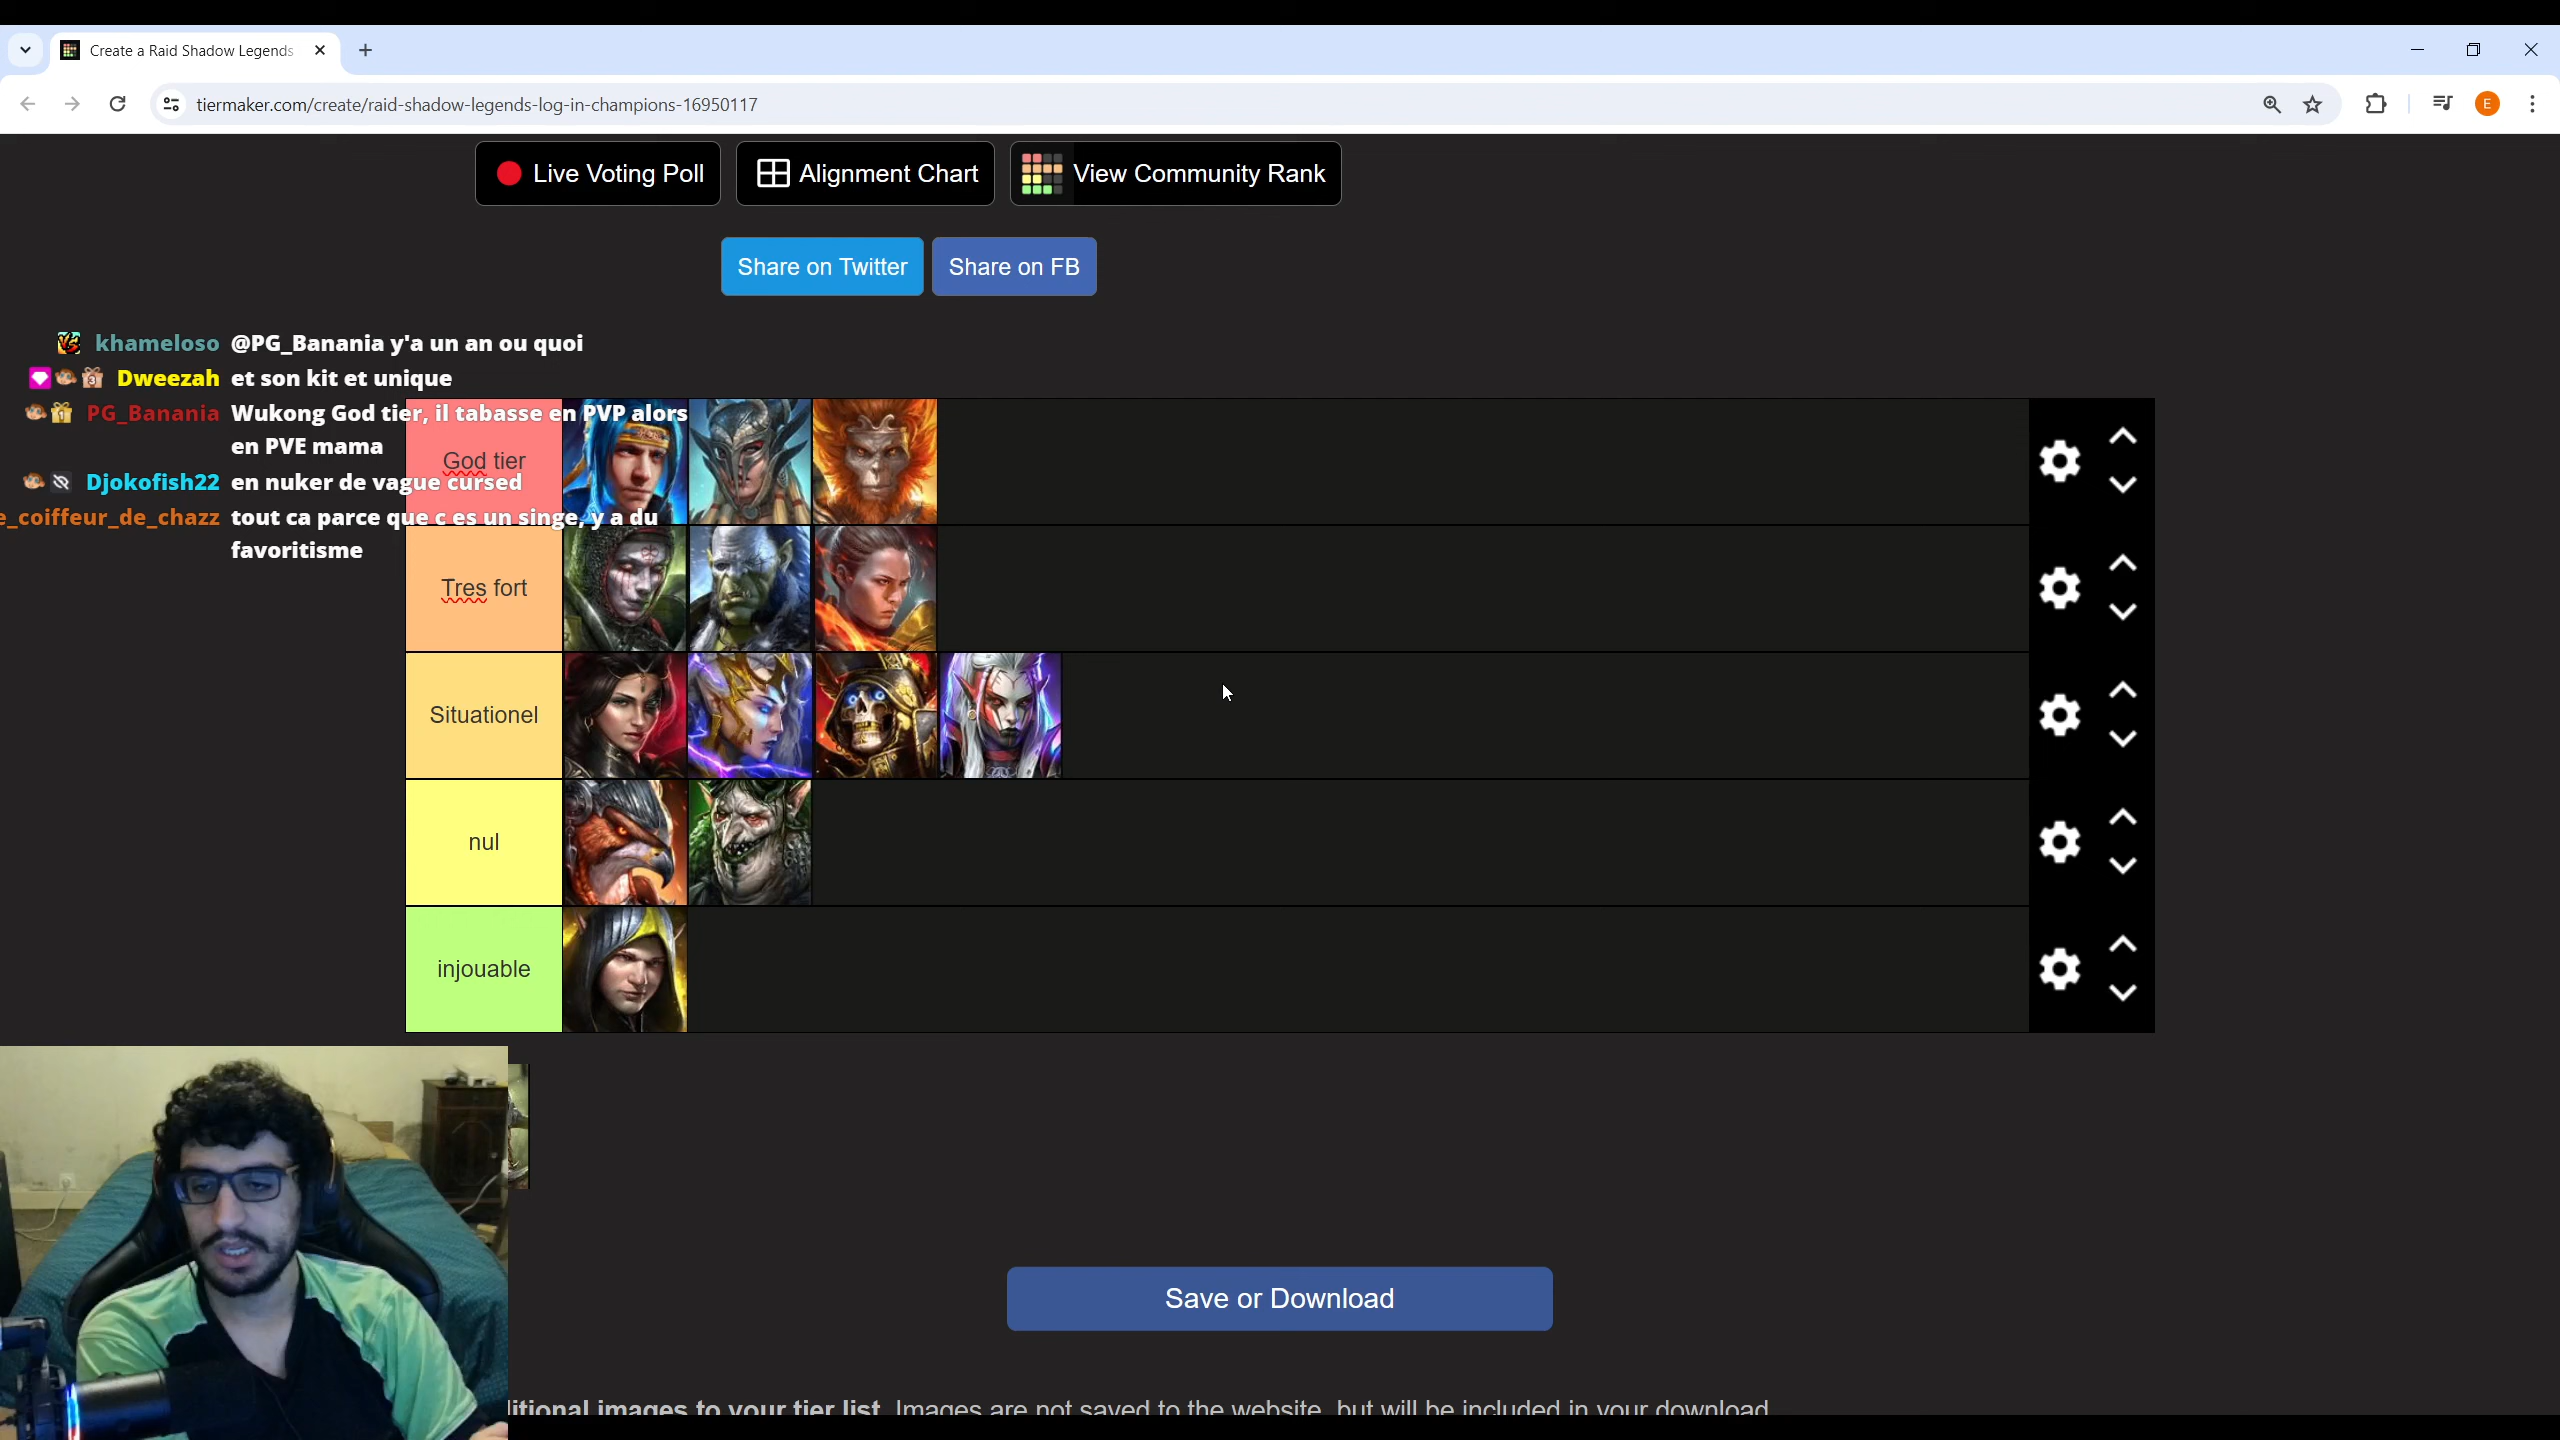 Create a Raid Shadow Legends
tiermaker.com/create/raid-shadow-legends-log-in-champions-16950117
E
Live Voting Poll
Alignment Chart
View Community Rank
Share on Twitter
Share on FB
khameloso @PG_Banania y'a un an ou quoi
Dweezah et son kit et unique
PG_Banania Wukong God tier, il tabasse en PVP alors
en PVE mama
God tier
Djokofish22 en nuker de vague cursed
e_coiffeur_de_chazz tout ca parce que c es un singe, y a du
favoritisme
Tres fort
Situationel
nul
injouable
Save or Download
ditional images to your tier list. Images are not saved to the website, but will be included in your download